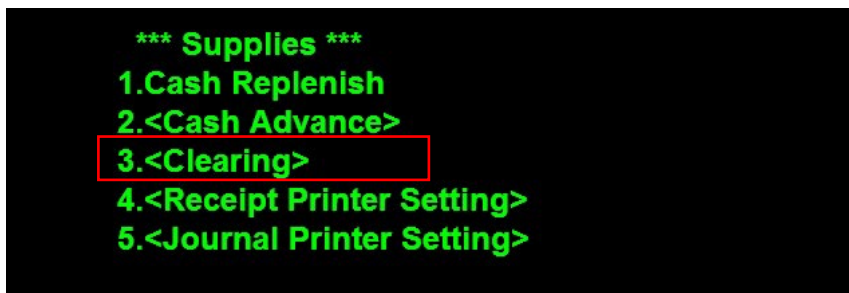 *** Supplies ***
1.Cash Replenish
2.<Cash Advance>
3.<Clearing>
4.<Receipt Printer Setting>
5.<Journal Printer Setting>